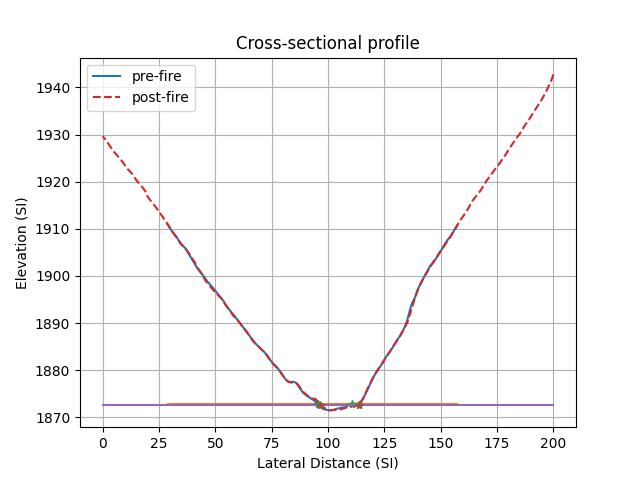 Cross-sectional profile
pre-fire
post-fire
1940
1930
1920
1910
1900
1890
1880
1870
Elevation (SI)
0 25 50 75 100 125 150 175 200
Lateral Distance (SI)